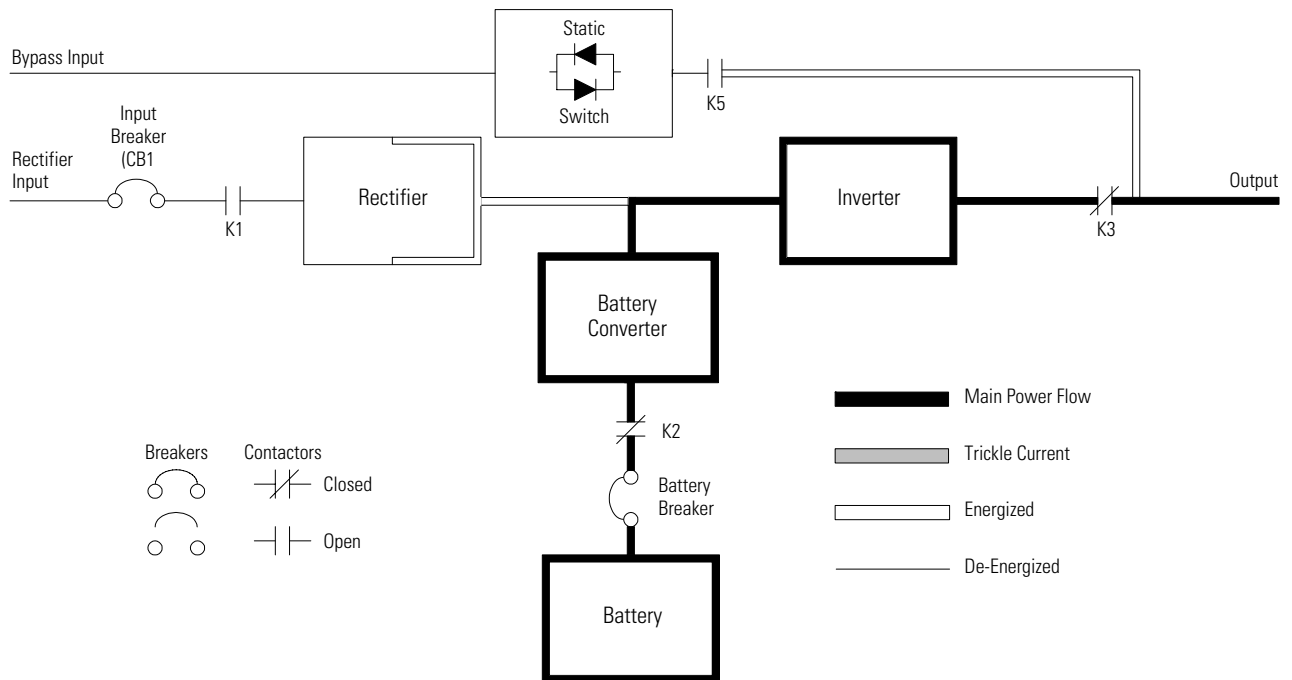 Static
Switch
Bypass Input
K5
Input
Breaker
(CB1
Rectifier
Input
K1
Rectifier
Inverter
Output
K3
Battery
Converter
K2
Battery
Breaker
Battery
Breakers
Contactors
Closed
Open
Main Power Flow
Trickle Current
Energized
De-Energized